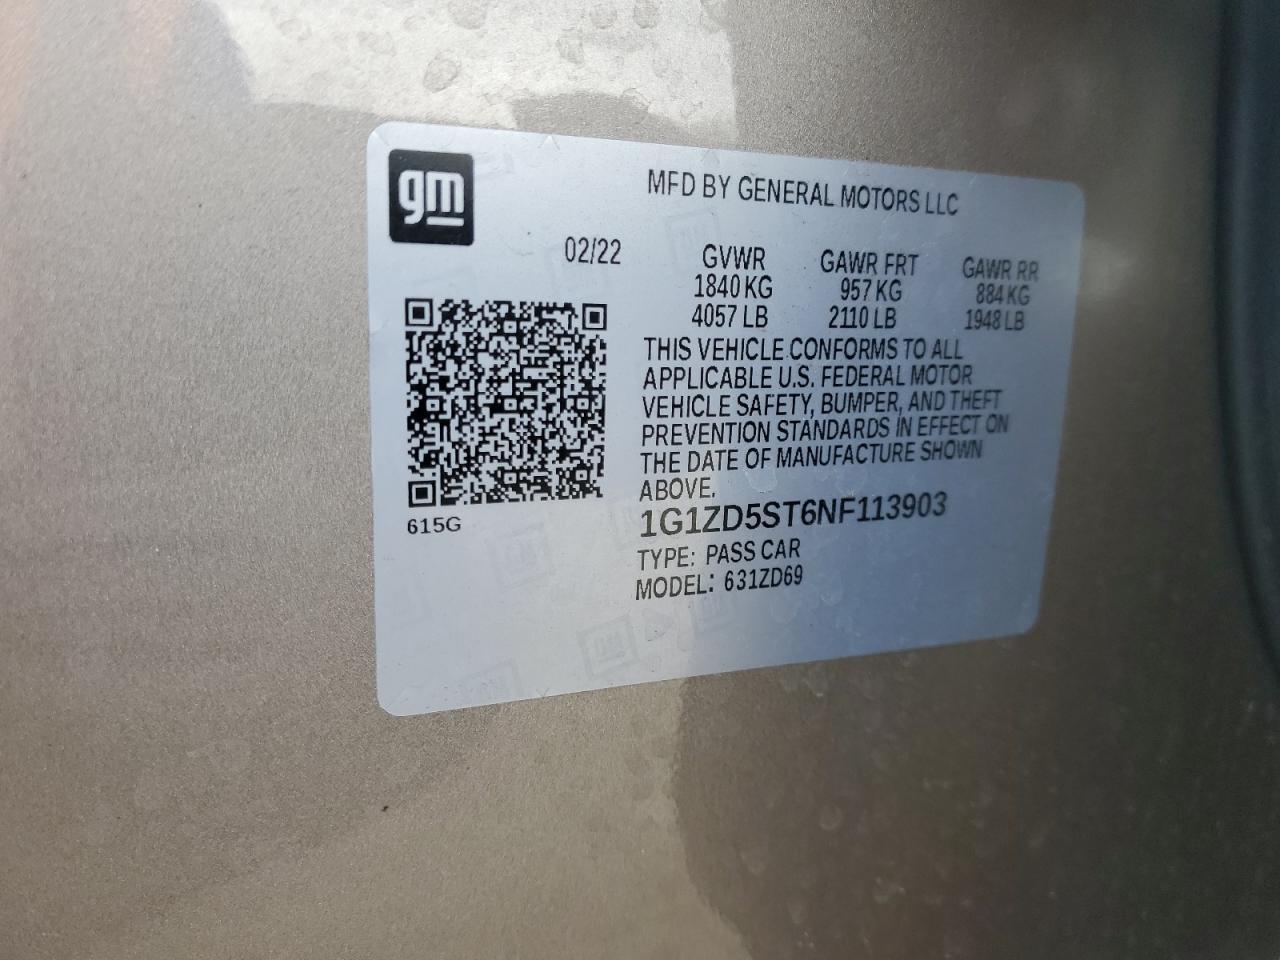 gm
MFD BY GENERAL MOTORS LLC
02/22 GVWR GAWR FRT GAWR RR
1840 KG 957 KG 884 KG
4057 LB 2110 LB 1948 LB
THIS VEHICLE CONFORMS TO ALL
APPLICABLE U.S. FEDERAL MOTOR
VEHICLE SAFETY, BUMPER, AND THEFT
PREVENTION STANDARDS IN EFFECT ON
THE DATE OF MANUFACTURE SHOWN
ABOVE.
615G
1G1ZD5ST6NF113903
TYPE: PASS CAR
MODEL: 631ZD69